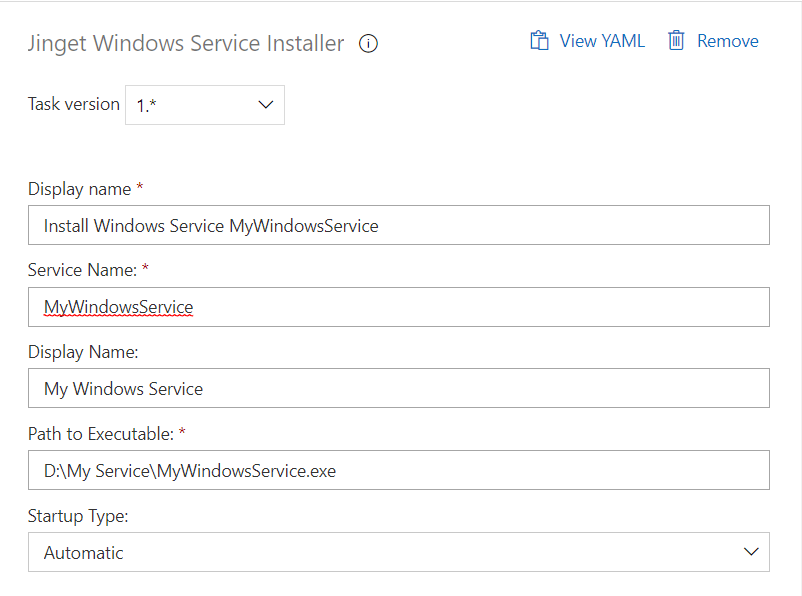 Jinget Windows Service Installer View YAML Remove
Task version 1.*
Display name *
Install Windows Service MyWindowsService
Service Name: *
MyWindowsService
Display Name:
My Windows Service
Path to Executable: *
D:\My Service\MyWindowsService.exe
Startup Type:
Automatic